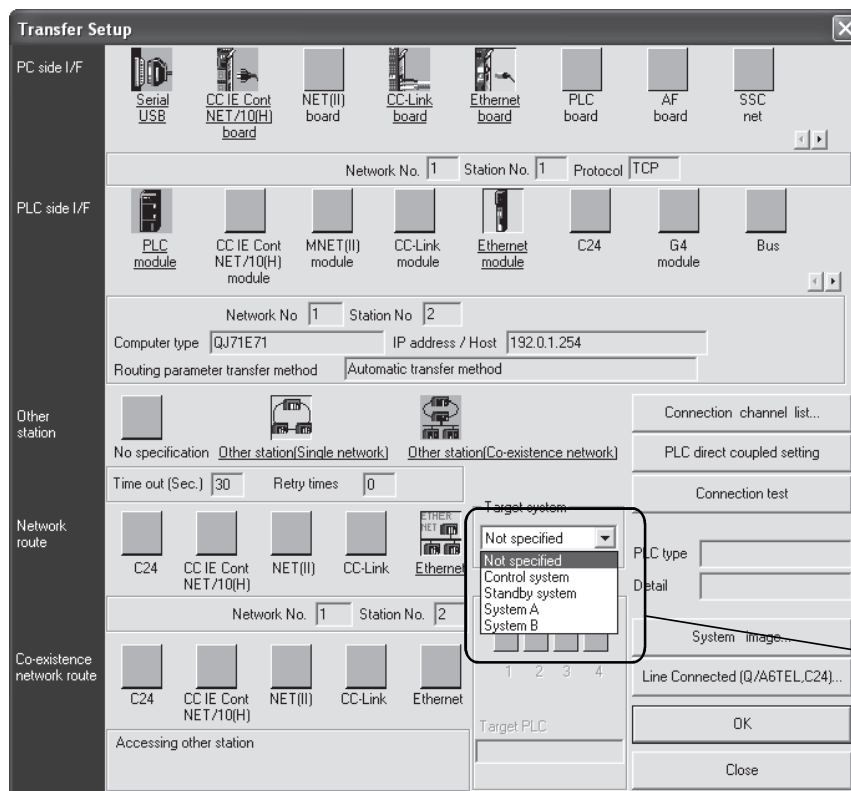 Transfer Setup
PC side I/F
Serial USB
CC IE Cont NET/10(H) board
NET(II) board
CC-Link board
Ethernet board
PLC board
AF board
SSC net
Network No. 1 Station No. 1 Protocol TCP
PLC side I/F
PLC module
CC IE Cont NET/10(H) module
MNET(II) module
CC-Link module
Ethernet module
C24
G4 module
Bus
Network No 1 Station No 2
Computer type QJ71E71 IP address / Host 192.0.1.254
Routing parameter transfer method Automatic transfer method
Other station
No specification
Other station(Single network)
Other station(Co-existence network)
Time out (Sec.) 30 Retry times 0
Network route
C24
CC IE Cont NET/10(H)
NET(II)
CC-Link
ETHER NET
Ethernet
Network No. 1 Station No. 2
Co-existence network route
C24
CC IE Cont NET/10(H)
NET(II)
CC-Link
Ethernet
Accessing other station
Target system
Not specified
Not specified
Control system
Standby system
System A
System B
1 2 3 4
Target PLC
Connection channel list...
PLC direct coupled setting
Connection test
PLC type
Detail
System image...
Line Connected (Q/A6TEL,C24)...
OK
Close